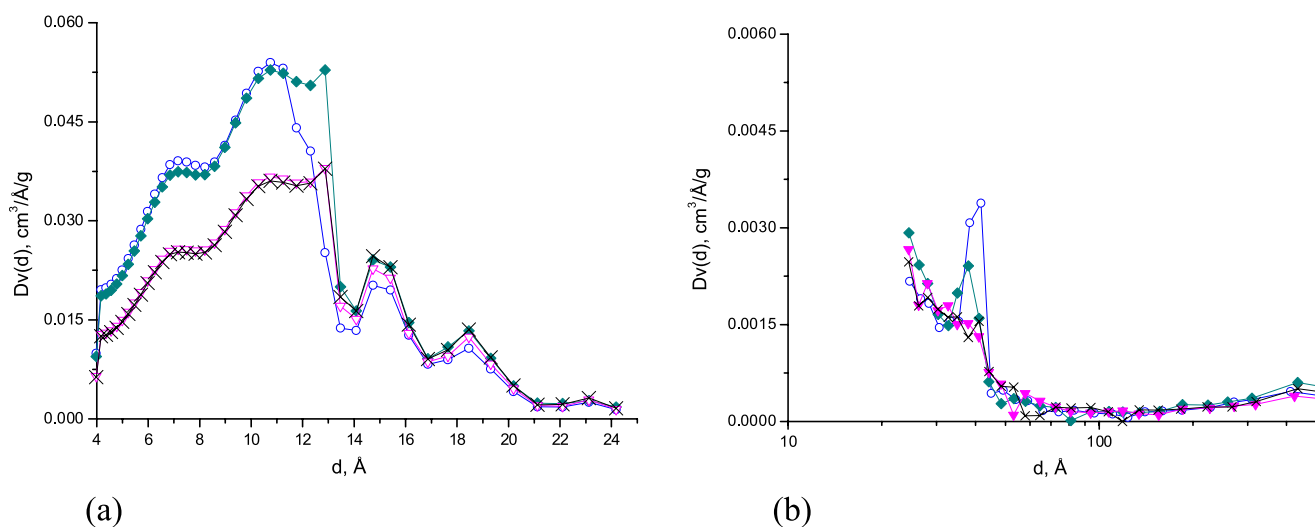 0.060
0.045
0.030
0.015
0.000
Dv(d), cm³/Å/g
4 6 8 10 12 14 16 18 20 22 24
d, Å
(a)
0.0060
0.0045
0.0030
0.0015
0.0000
Dv(d), cm³/Å/g
10 100
d, Å
(b)